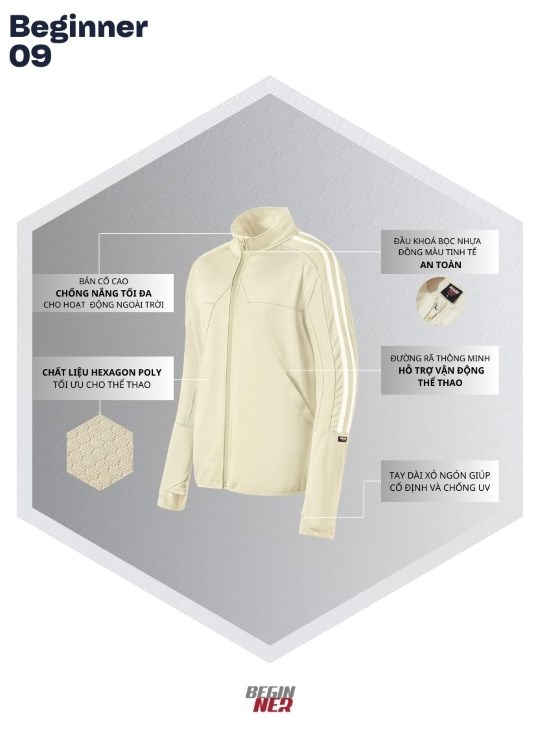 Beginner
09
BẢN CỔ CAO
CHỐNG NẮNG TỐI ĐA
CHO HOẠT ĐỘNG NGOÀI TRỜI
CHẤT LIỆU HEXAGON POLY
TỐI ƯU CHO THỂ THAO
ĐẦU KHOÁ BỌC NHỰA
ĐỒNG MÀU TINH TẾ
AN TOÀN
ĐƯỜNG RÃ THÔNG MINH
HỖ TRỢ VẬN ĐỘNG
THỂ THAO
TAY DÀI XỎ NGÓN GIÚP
CỐ ĐỊNH VÀ CHỐNG UV
BEGIN
NER